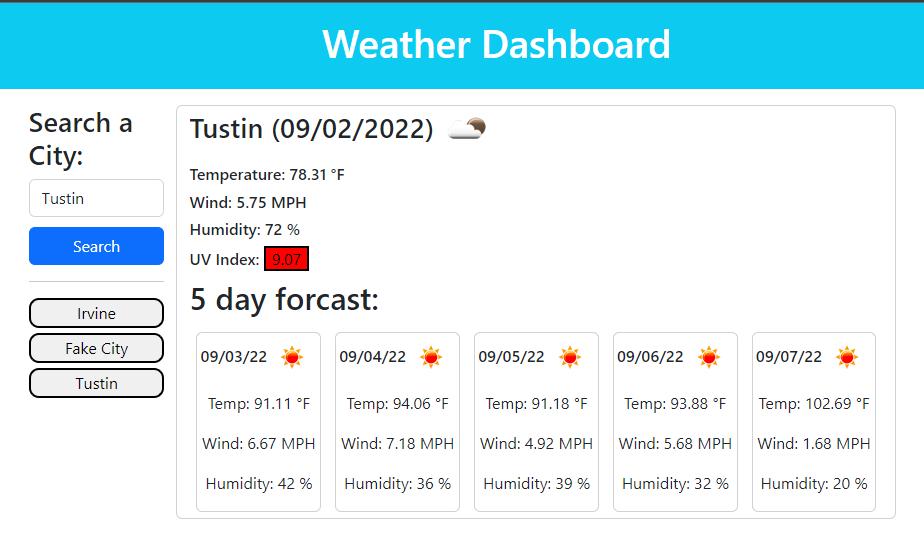 Weather Dashboard
Search a
City:
Tustin
Search
Irvine
Fake City
Tustin
Tustin (09/02/2022)
Temperature: 78.31 °F
Wind: 5.75 MPH
Humidity: 72 %
UV Index: 9.07
5 day forcast:
09/03/22
Temp: 91.11 °F
Wind: 6.67 MPH
Humidity: 42 %
09/04/22
Temp: 94.06 °F
Wind: 7.18 MPH
Humidity: 36 %
09/05/22
Temp: 91.18 °F
Wind: 4.92 MPH
Humidity: 39 %
09/06/22
Temp: 93.88 °F
Wind: 5.68 MPH
Humidity: 32 %
09/07/22
Temp: 102.69 °F
Wind: 1.68 MPH
Humidity: 20 %